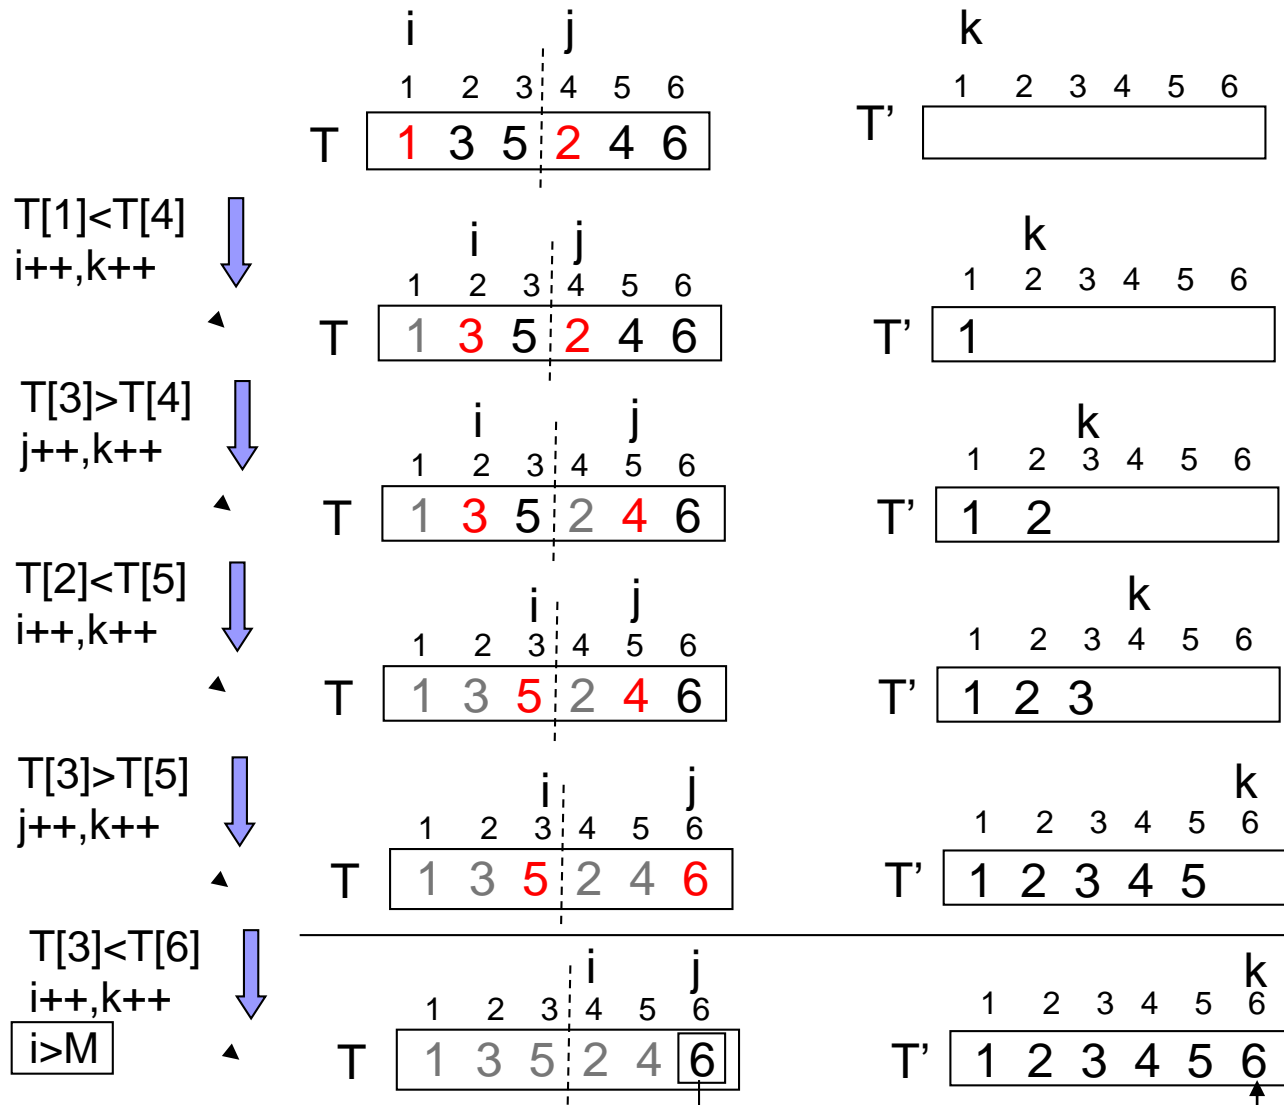 i j k
1 2 3 4 5 6 1 2 3 4 5 6
T 1 3 5 2 4 6 T’
T[1]<T[4]
i++,k++
i j k
1 2 3 4 5 6 1 2 3 4 5 6
T 1 3 5 2 4 6 T’ 1
T[3]>T[4]
j++,k++
i j k
1 2 3 4 5 6 1 2 3 4 5 6
T 1 3 5 2 4 6 T’ 1 2
T[2]<T[5]
i++,k++
i j k
1 2 3 4 5 6 1 2 3 4 5 6
T 1 3 5 2 4 6 T’ 1 2 3
T[3]>T[5]
j++,k++
i j k
1 2 3 4 5 6 1 2 3 4 5 6
T 1 3 5 2 4 6 T’ 1 2 3 4 5
T[3]<T[6]
i++,k++
i>M
i j k
1 2 3 4 5 6 1 2 3 4 5 6
T 1 3 5 2 4 6 T’ 1 2 3 4 5 6